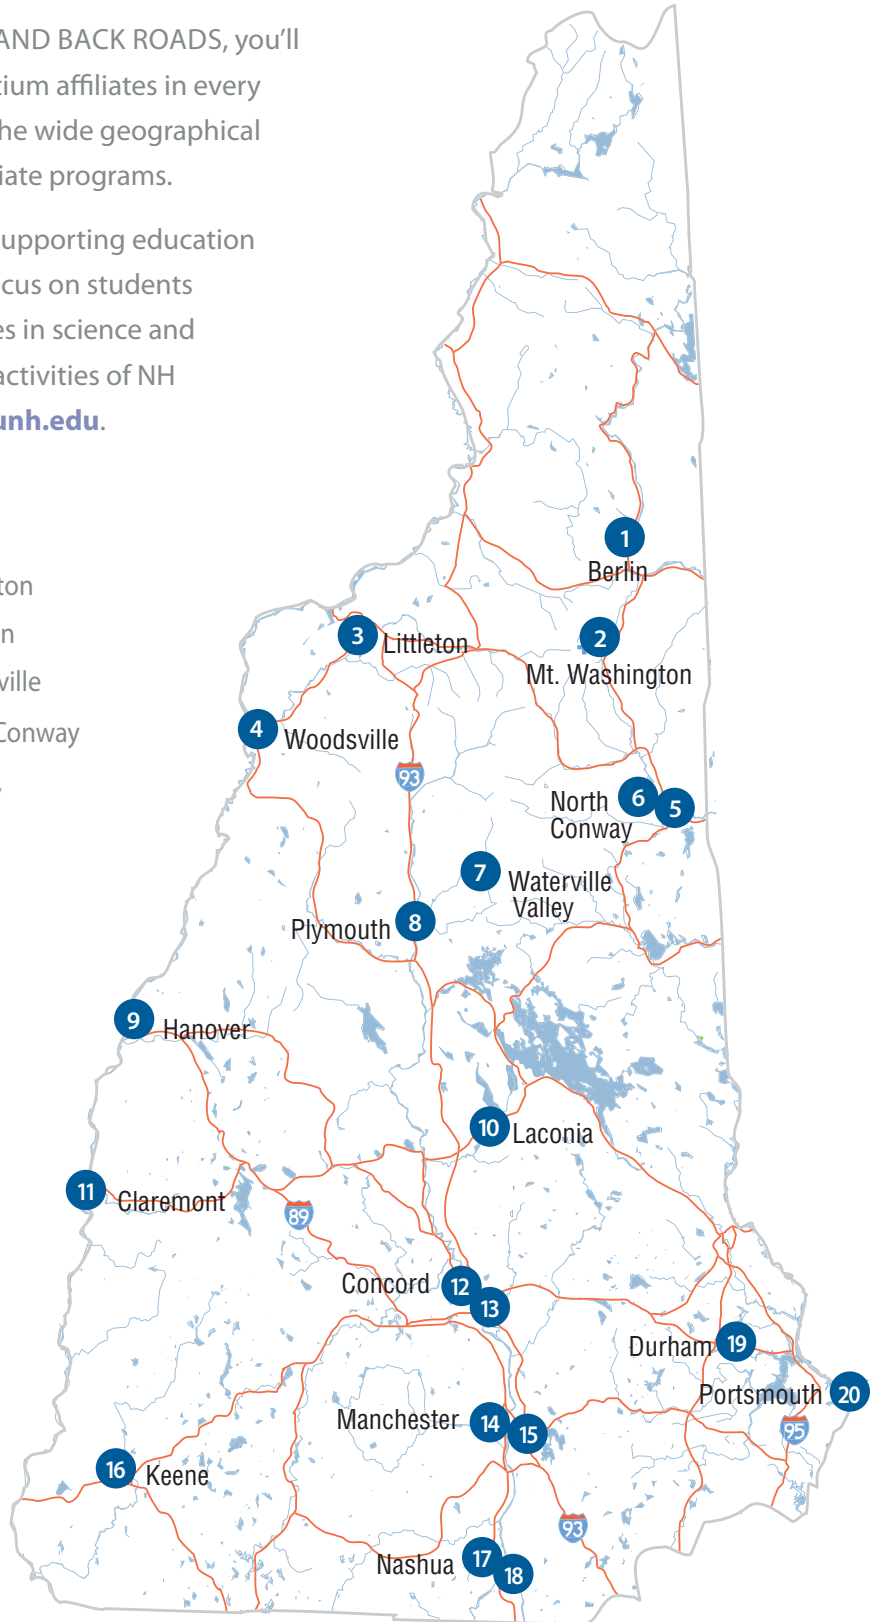 AND BACK ROADS, you'll
tium affiliates in every
he wide geographical
iate programs.
upporting education
ocus on students
es in science and
activities of NH
unh.edu.
ton
n
ville
Conway
1
Berlin
2
Mt. Washington
3
Littleton
4
Woodsville
93
6
5
North
Conway
7
Waterville
Valley
8
Plymouth
9
Hanover
10
Laconia
11
Claremont
89
Concord
12
13
Durham
19
Portsmouth
20
Manchester
14
15
95
16
Keene
93
Nashua
17
18